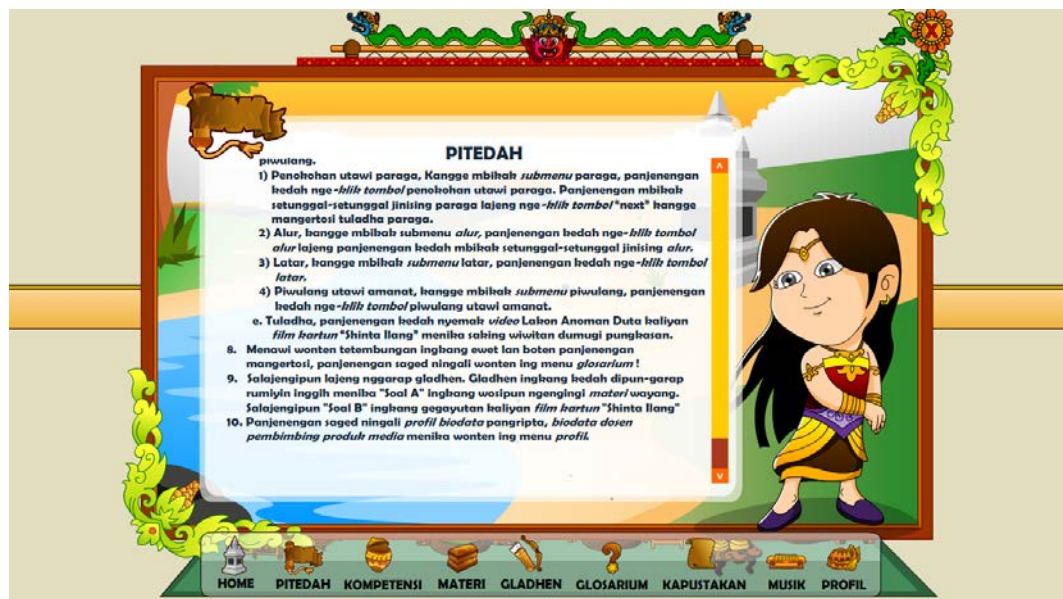 PITEDAH
piwulang.
1) Penokohan utawi paraga, Kangge mbikak submenu paraga, panjenengan
kedah nge-klik tombol penokohan utawi paraga. Panjenengan mbikak
setunggal-setunggal jinising paraga lajeng nge-klik tombol "next" kangge
mangertosi tuladha paraga.
2) Alur, kangge mbikak submenu alur, panjenengan kedah nge-klik tombol
alur lajeng panjenengan kedah mbikak setunggal-setunggal jinising alur.
3) Latar, kangge mbikak submenu latar, panjenengan kedah nge-klik tombol
latar.
4) Piwulang utawi amanat, kangge mbikak submenu piwulang, panjenengan
kedah nge-klik tombol piwulang utawi amanat.
e. Tuladha, panjenengan kedah nyemak video Lakon Anoman Duta kaliyan
film kartun "Shinta Ilang" menika saking wiwitan dumugi pungkasan.
8. Menawi wonten tetembungan ingkang ewet lan boten panjenengan
mangertosi, panjenengan saged ningali wonten ing menu glosarium !
9. Salajengipun lajeng nggarap gladhen. Gladhen ingkang kedah dipun-garap
rumiyin inggih menika "Soal A" ingkang wosipun ngengingi materi wayang.
Salajengipun "Soal B" ingkang gegayutan kaliyan film kartun "Shinta Ilang"
10. Panjenengan saged ningali profil biodata pangripta, biodata dosen
pembimbing produk media menika wonten ing menu profil.
HOME PITEDAH KOMPETENSI MATERI GLADHEN GLOSARIUM KAPUSTAKAN MUSIK PROFIL